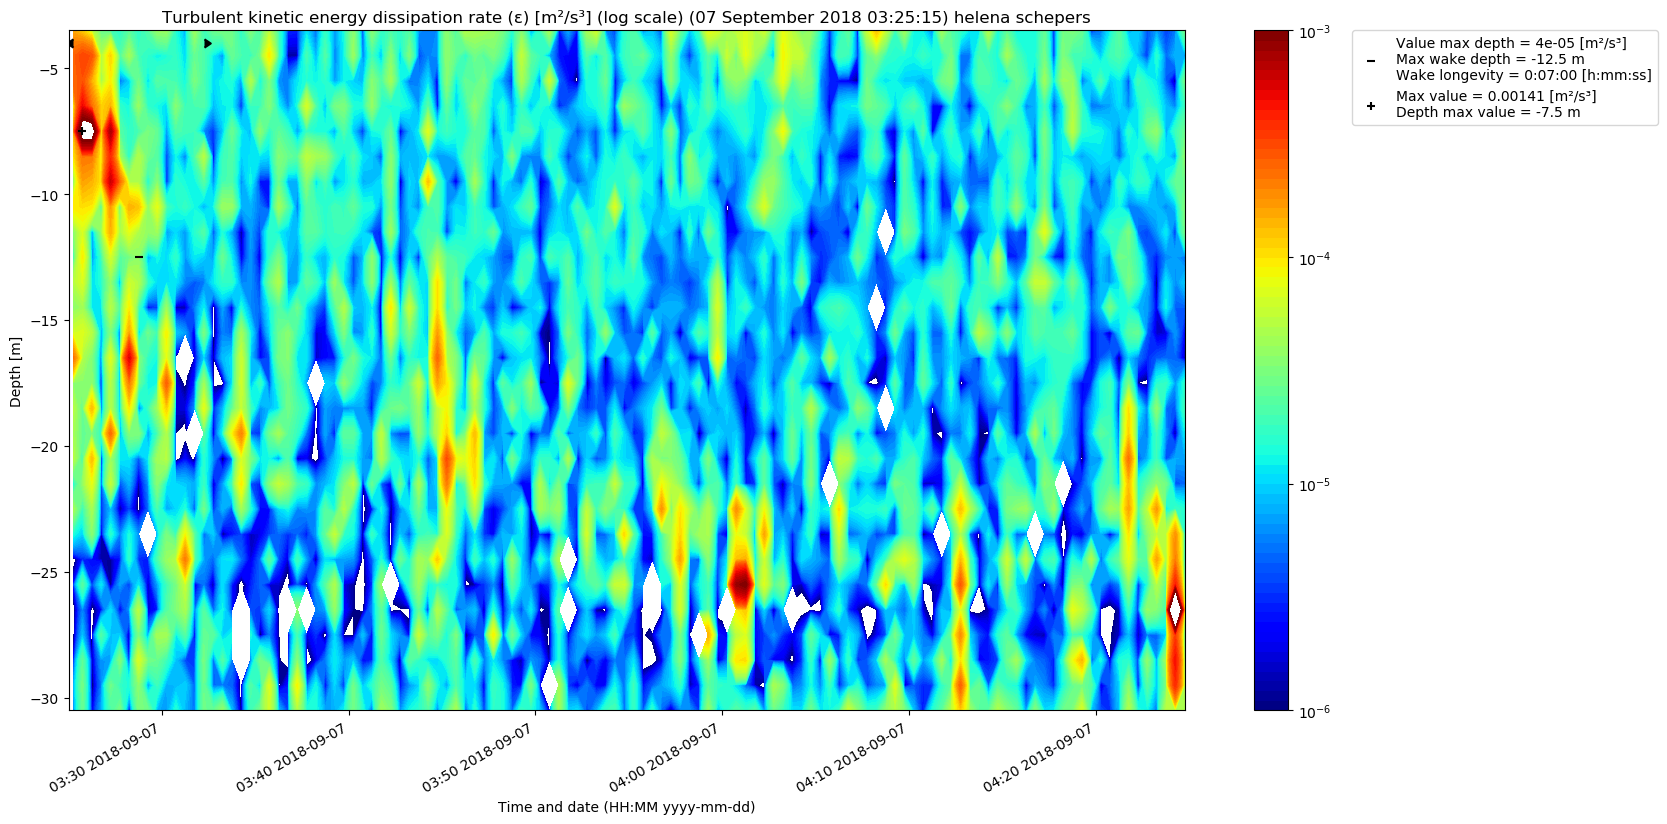 Turbulent kinetic energy dissipation rate (ε) [m²/s³] (log scale) (07 September 2018 03:25:15) helena schepers
Depth [m]
−5
−10
−15
−20
−25
−30
03:30 2018-09-07
03:40 2018-09-07
03:50 2018-09-07
04:00 2018-09-07
04:10 2018-09-07
04:20 2018-09-07
Time and date (HH:MM yyyy-mm-dd)
10⁻³
10⁻⁴
10⁻⁵
10⁻⁶
Value max depth = 4e-05 [m²/s³]
Max wake depth = -12.5 m
Wake longevity = 0:07:00 [h:mm:ss]
Max value = 0.00141 [m²/s³]
Depth max value = -7.5 m